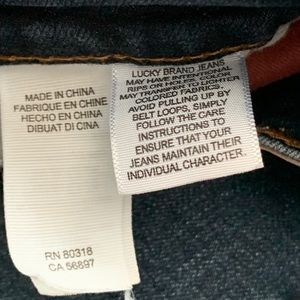 MADE IN CHINA
FABRIQUE EN CHINE
HECHO EN CHINA
DIBUAT DI CINA
RN 80318
CA 56897
LUCKY BRAND JEANS
MAY HAVE INTENTIONAL
RIPS OR HOLES. COLOR
MAY TRANSFER TO LIGHTER
COLORED FABRICS.
AVOID PULLING UP BY
BELT LOOPS, SIMPLY
FOLLOW THE CARE
INSTRUCTIONS TO
ENSURE THAT YOUR
JEANS MAINTAIN THEIR
INDIVIDUAL CHARACTER.